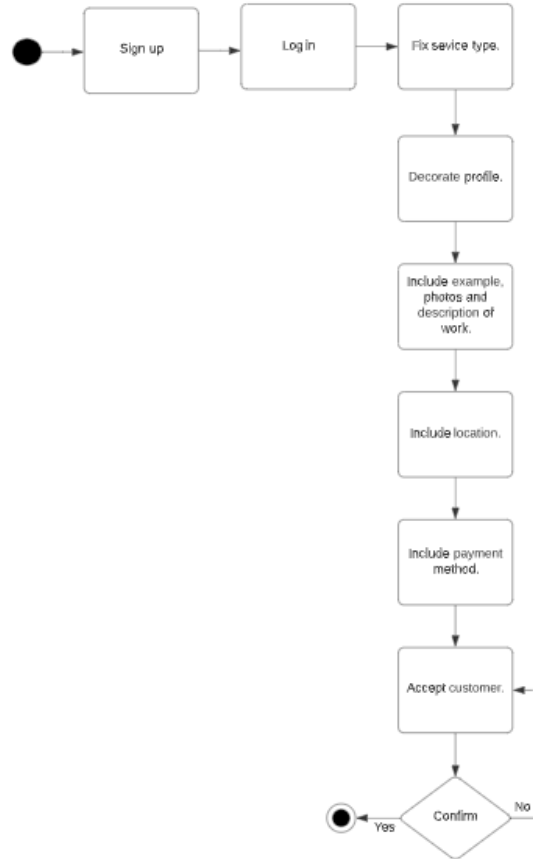 Sign up
Log in
Fix sevice type.
Decorate profile.
Include example,
photos and
description of
work.
Include location.
Include payment
method.
Accept customer.
Confirm
No
Yes